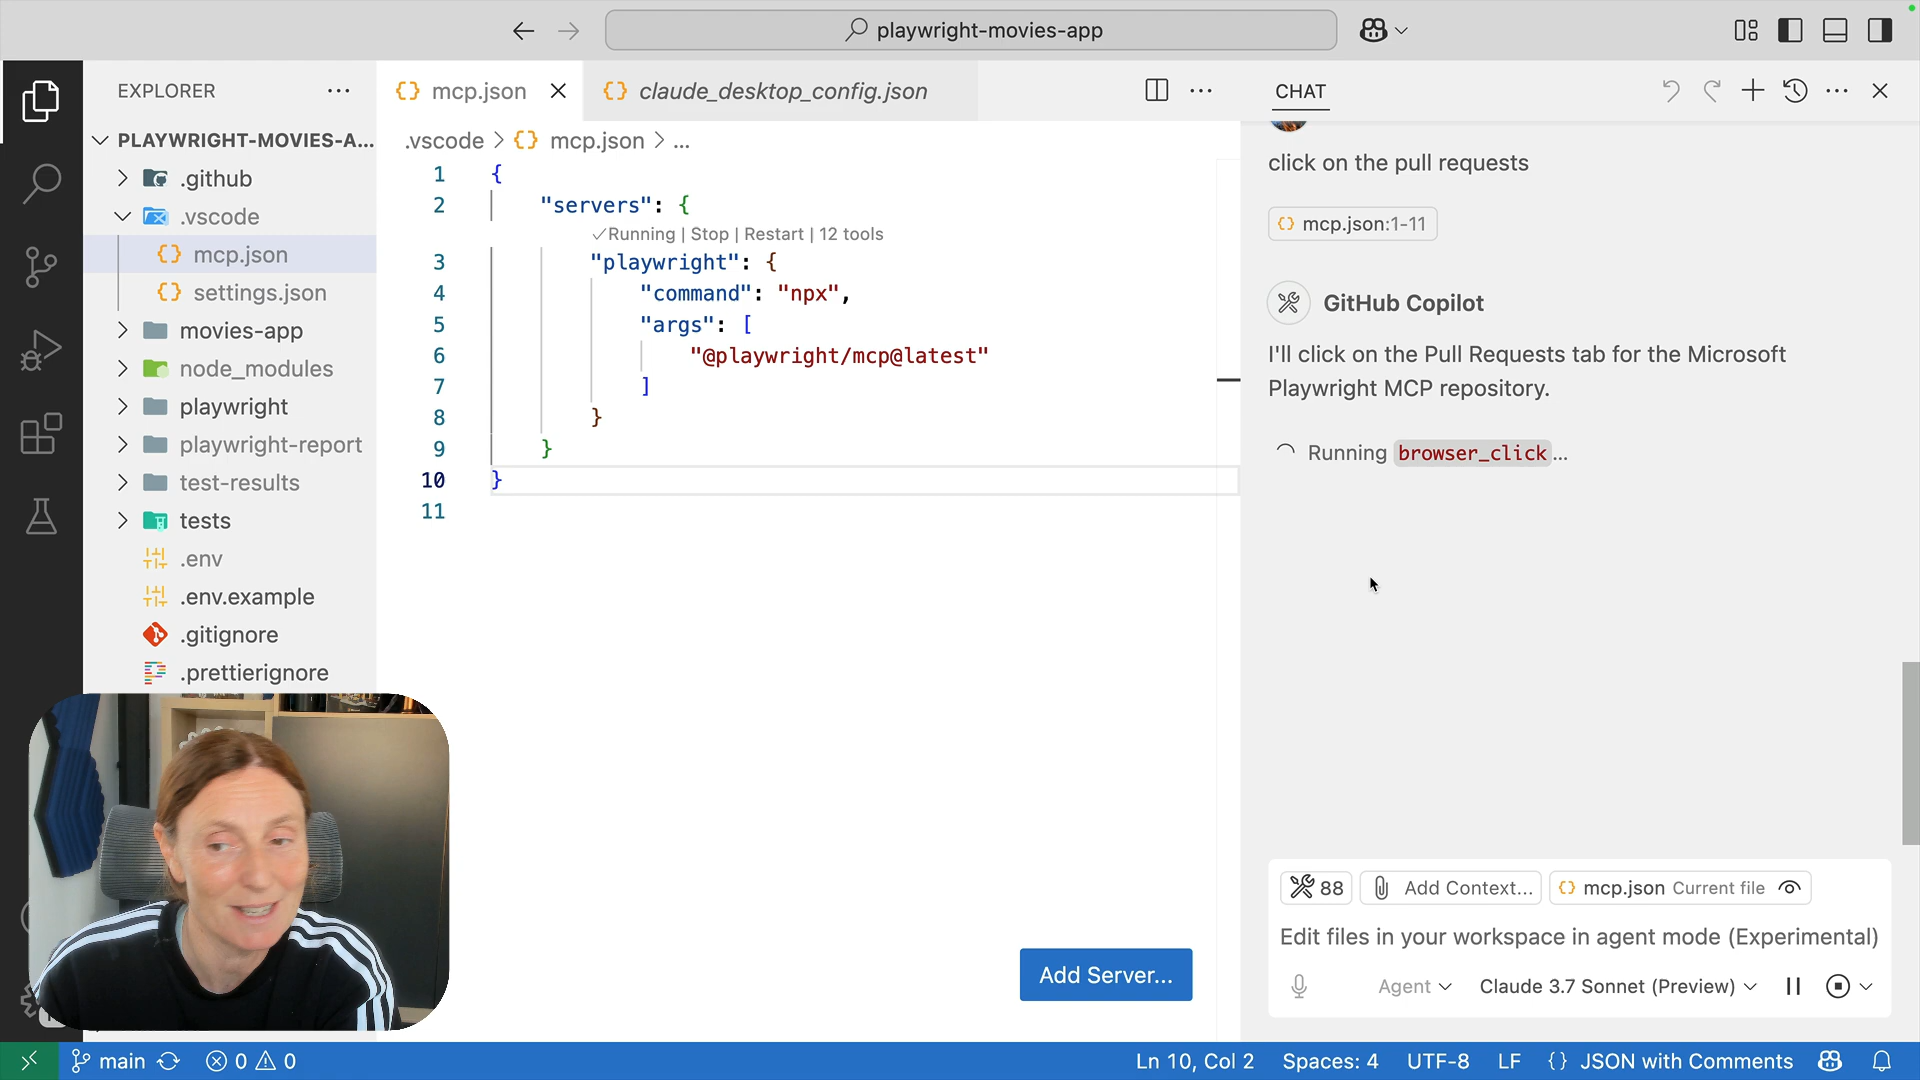 playwright-movies-app
EXPLORER
PLAYWRIGHT-MOVIES-A...
.github
.vscode
mcp.json
settings.json
movies-app
node_modules
playwright
playwright-report
test-results
tests
.env
.env.example
.gitignore
.prettierignore
mcp.json
claude_desktop_config.json
.vscode > {} mcp.json > ...
1 {
2 "servers": {
✓Running | Stop | Restart | 12 tools
3 "playwright": {
4 "command": "npx",
5 "args": [
6 "@playwright/mcp@latest"
7 ]
8 }
9 }
10 }
11
Add Server...
CHAT
click on the pull requests
{} mcp.json:1-11
GitHub Copilot
I'll click on the Pull Requests tab for the Microsoft
Playwright MCP repository.
Running browser_click...
88 Add Context... {} mcp.json Current file
Edit files in your workspace in agent mode (Experimental)
Agent Claude 3.7 Sonnet (Preview)
main 0 0 Ln 10, Col 2 Spaces: 4 UTF-8 LF {} JSON with Comments